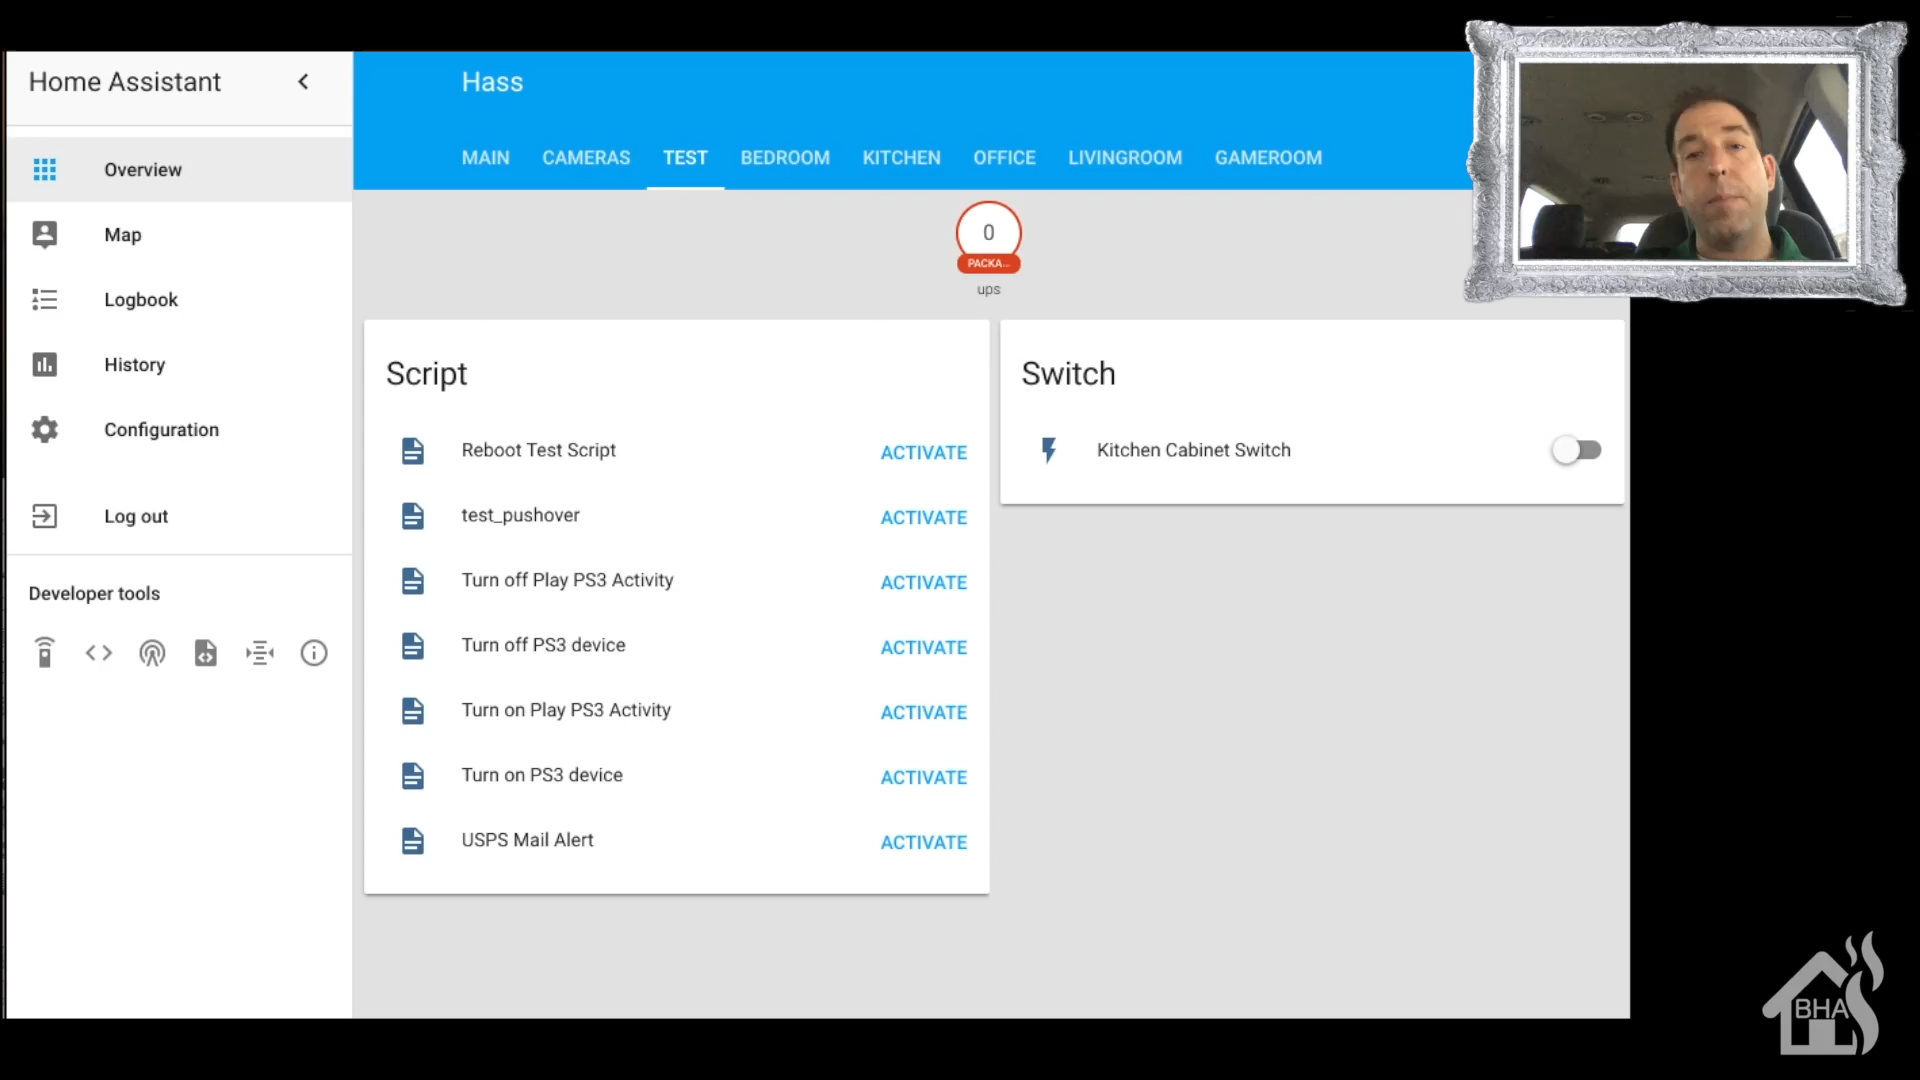 Home Assistant
Hass
MAIN CAMERAS TEST BEDROOM KITCHEN OFFICE LIVINGROOM GAMEROOM
Overview
Map
Logbook
History
Configuration
Log out
Developer tools
0
PACKA...
ups
Script
Reboot Test Script ACTIVATE
test_pushover ACTIVATE
Turn off Play PS3 Activity ACTIVATE
Turn off PS3 device ACTIVATE
Turn on Play PS3 Activity ACTIVATE
Turn on PS3 device ACTIVATE
USPS Mail Alert ACTIVATE
Switch
Kitchen Cabinet Switch
BHA